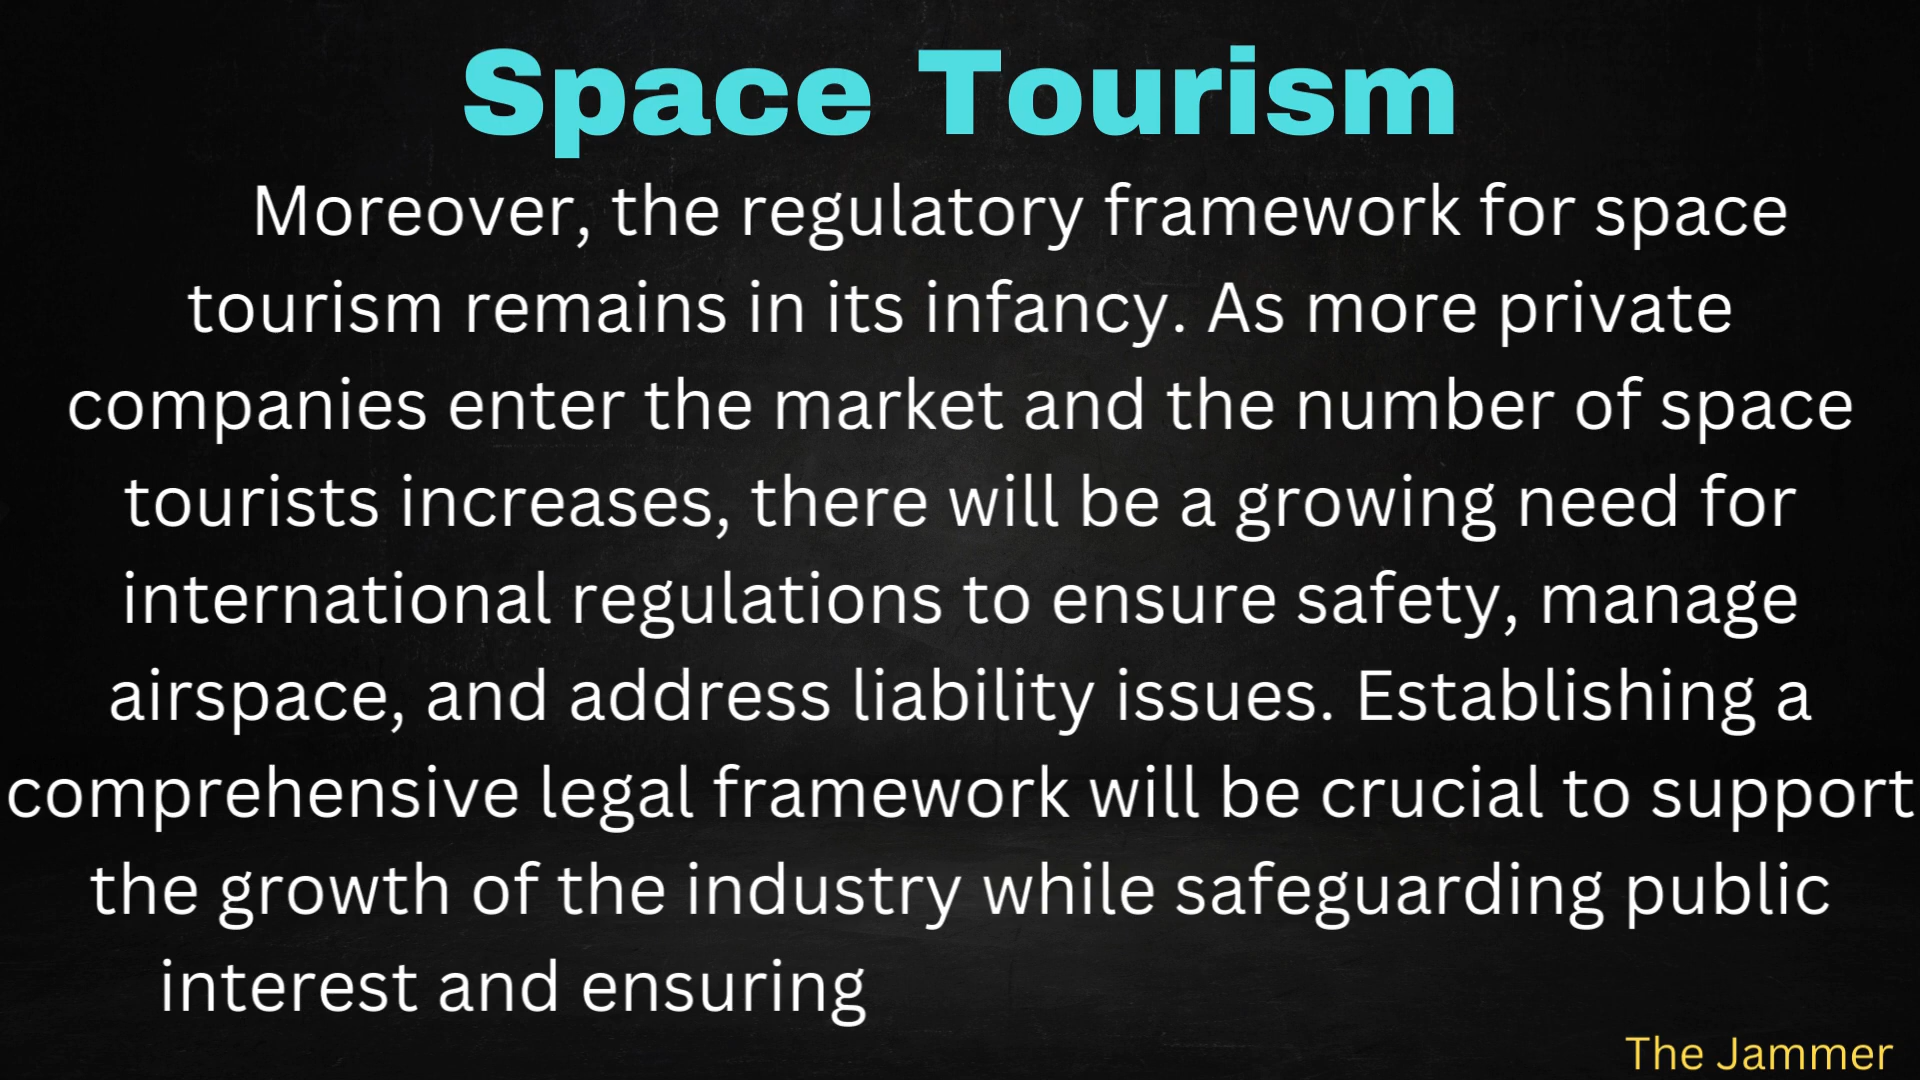 Space Tourism
Moreover, the regulatory framework for space
tourism remains in its infancy. As more private
companies enter the market and the number of space
tourists increases, there will be a growing need for
international regulations to ensure safety, manage
airspace, and address liability issues. Establishing a
comprehensive legal framework will be crucial to support
the growth of the industry while safeguarding public
interest and ensuring
The Jammer